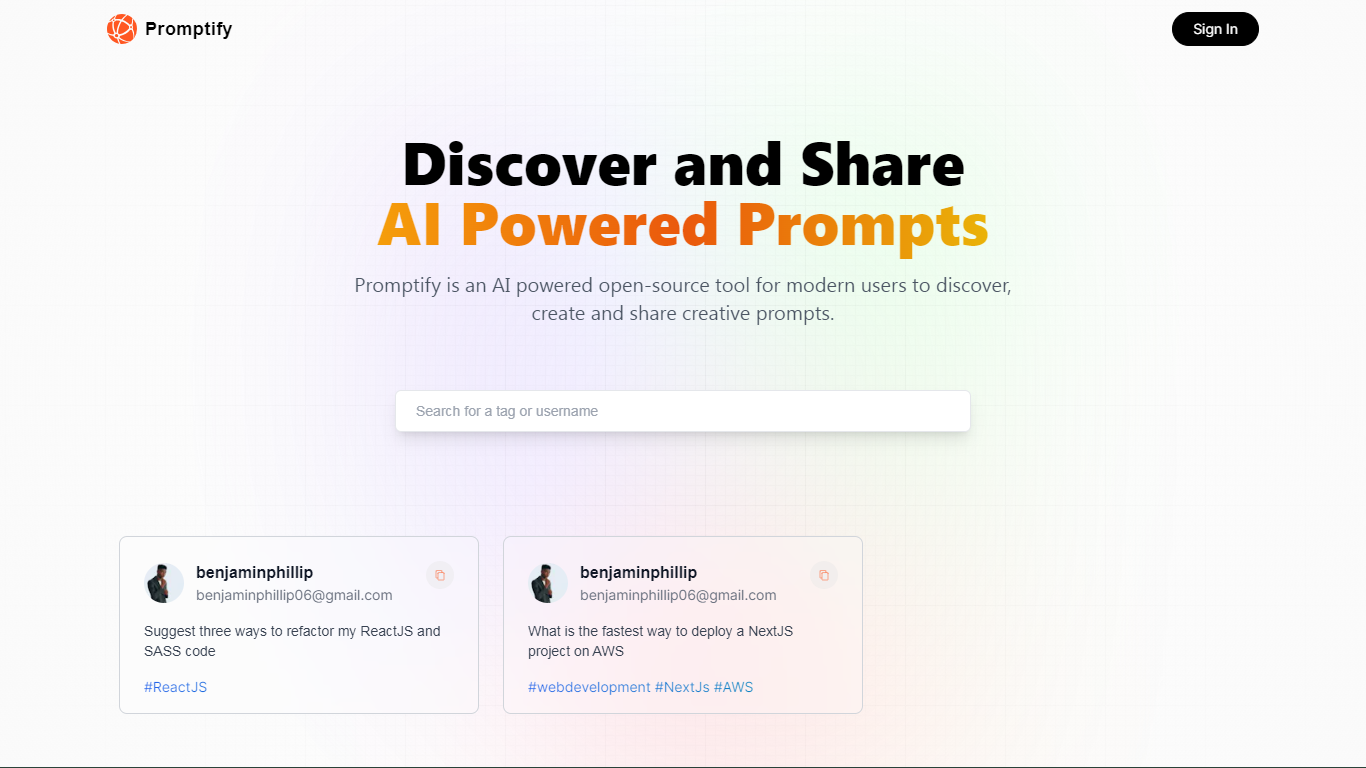 Promptify
Sign In
Discover and Share
AI Powered Prompts
Promptify is an AI powered open-source tool for modern users to discover,
create and share creative prompts.
Search for a tag or username
benjaminphillip
benjaminphillip06@gmail.com
Suggest three ways to refactor my ReactJS and
SASS code
#ReactJS
benjaminphillip
benjaminphillip06@gmail.com
What is the fastest way to deploy a NextJS
project on AWS
#webdevelopment #NextJs #AWS